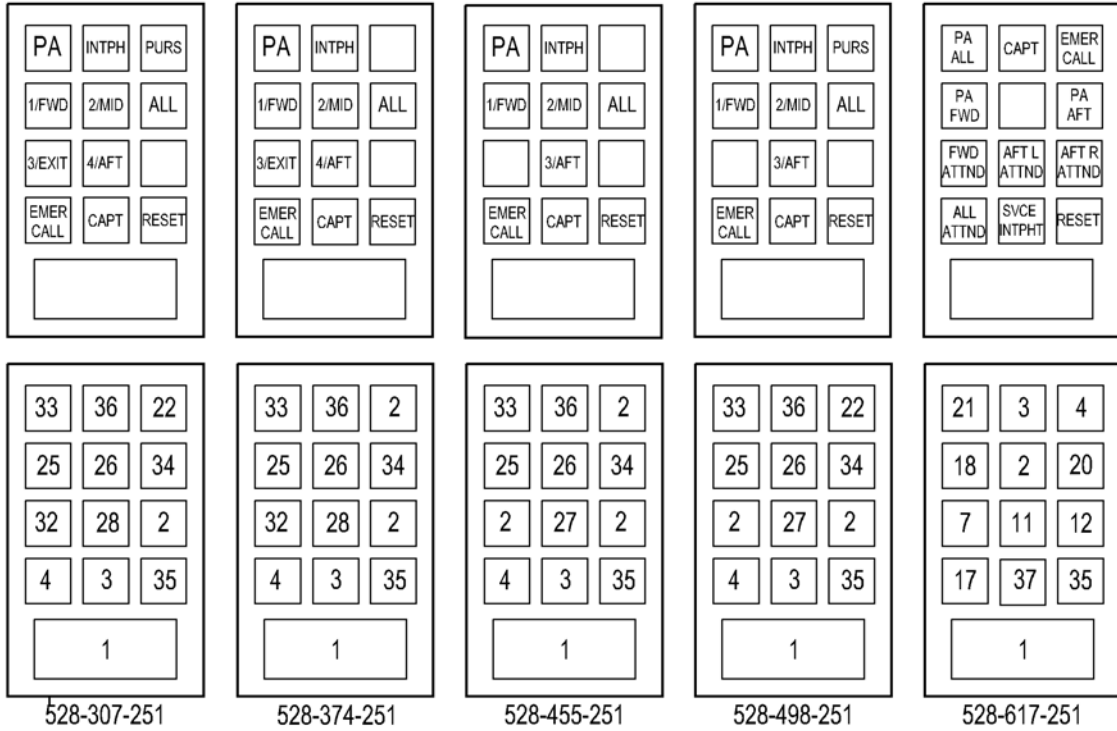 PA INTPH PURS
1/FWD 2/MID ALL
3/EXIT 4/AFT
EMER CALL CAPT RESET
PA INTPH
1/FWD 2/MID ALL
3/EXIT 4/AFT
EMER CALL CAPT RESET
PA INTPH
1/FWD 2/MID ALL
3/AFT
EMER CALL CAPT RESET
PA INTPH PURS
1/FWD 2/MID ALL
3/AFT
EMER CALL CAPT RESET
PA ALL CAPT EMER CALL
PA FWD PA AFT
FWD ATTND AFT L ATTND AFT R ATTND
ALL ATTND SVCE INTPHT RESET
33 36 22
25 26 34
32 28 2
4 3 35
1
528-307-251
33 36 2
25 26 34
32 28 2
4 3 35
1
528-374-251
33 36 2
25 26 34
2 27 2
4 3 35
1
528-455-251
33 36 22
25 26 34
2 27 2
4 3 35
1
528-498-251
21 3 4
18 2 20
7 11 12
17 37 35
1
528-617-251